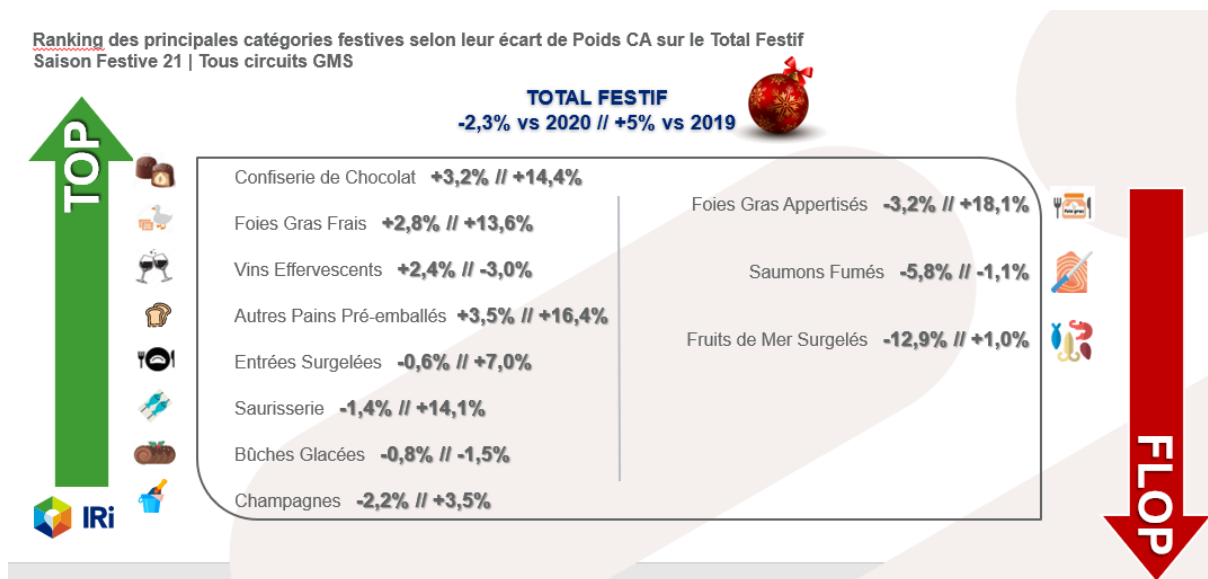 Ranking des principales catégories festives selon leur écart de Poids CA sur le Total Festif
Saison Festive 21 | Tous circuits GMS
TOTAL FESTIF
-2,3% vs 2020 // +5% vs 2019
TOP
Confiserie de Chocolat +3,2% // +14,4%
Foies Gras Frais +2,8% // +13,6%
Vins Effervescents +2,4% // -3,0%
Autres Pains Pré-emballés +3,5% // +16,4%
Entrées Surgelées -0,6% // +7,0%
Saurisserie -1,4% // +14,1%
Bûches Glacées -0,8% // -1,5%
Champagnes -2,2% // +3,5%
Foies Gras Appertisés -3,2% // +18,1%
Saumons Fumés -5,8% // -1,1%
Fruits de Mer Surgelés -12,9% // +1,0%
FLOP
IRi